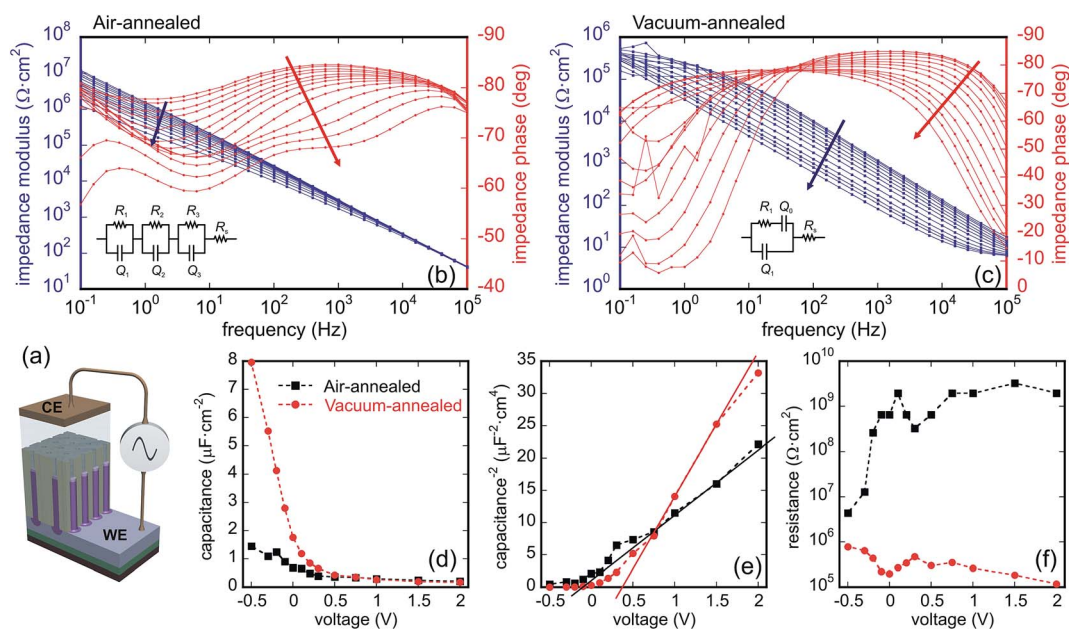 Air-annealed
Vacuum-annealed
10⁸
10⁷
10⁶
10⁵
10⁴
10³
10²
10¹
impedance modulus (Ω·cm²)
-90
-80
-70
-60
-50
-40
impedance phase (deg)
R₁ R₂ R₃ Rₛ
Q₁ Q₂ Q₃
(b)
10⁻¹ 10⁰ 10¹ 10² 10³ 10⁴ 10⁵
frequency (Hz)
10⁶
10⁵
10⁴
10³
10²
10¹
10⁰
impedance modulus (Ω·cm²)
-90
-80
-70
-60
-50
-40
-30
-20
-10
0
impedance phase (deg)
R₁ Q₀ Rₛ
Q₁
(c)
10⁻¹ 10⁰ 10¹ 10² 10³ 10⁴ 10⁵
frequency (Hz)
(a)
CE
WE
8
7
6
5
4
3
2
1
0
capacitance (μF·cm⁻²)
Air-annealed
Vacuum-annealed
(d)
-0.5 0 0.5 1 1.5 2
voltage (V)
35
30
25
20
15
10
5
0
capacitance⁻² (μF⁻²·cm⁴)
(e)
-0.5 0 0.5 1 1.5 2
voltage (V)
10¹⁰
10⁹
10⁸
10⁷
10⁶
10⁵
resistance (Ω·cm²)
(f)
-0.5 0 0.5 1 1.5 2
voltage (V)